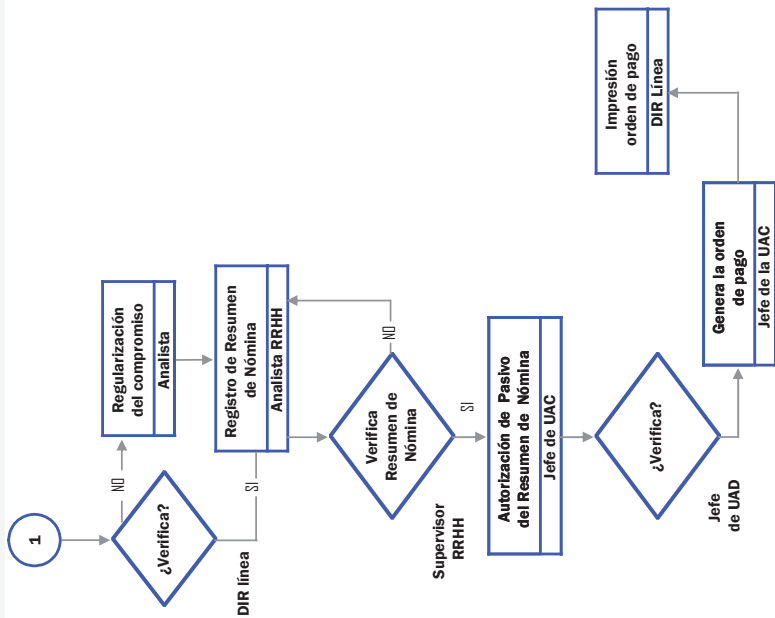 1
¿Verifica?
DIR línea
NO
SI
Regularización
del compromiso
Analista
Registro de Resumen
de Nómina
Analista RRHH
Verifica
Resumen de
Nómina
Supervisor
RRHH
NO
SI
Autorización de Pasivo
del Resumen de Nómina
Jefe de UAC
¿Verifica?
Jefe
de UAD
Genera la orden
de pago
Jefe de la UAC
Impresión
orden de pago
DIR Línea